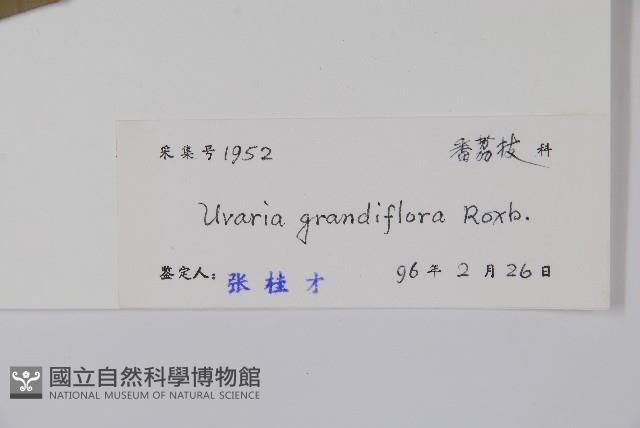 采集号 1952 番荔枝 科
Uvaria grandiflora Roxb.
鉴定人: 张桂才 96 年 2 月 26 日
國立自然科學博物館
NATIONAL MUSEUM OF NATURAL SCIENCE